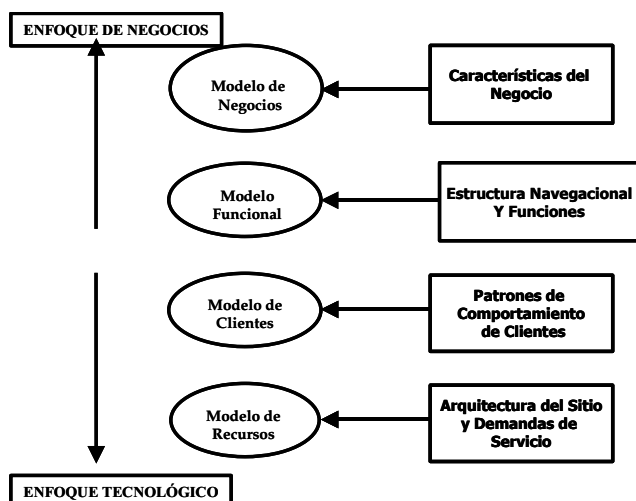 ENFOQUE DE NEGOCIOS
Modelo de
Negocios
Características del
Negocio
Modelo
Funcional
Estructura Navegacional
Y Funciones
Modelo de
Clientes
Patrones de
Comportamiento
de Clientes
Modelo de
Recursos
Arquitectura del Sitio
y Demandas de
Servicio
ENFOQUE TECNOLÓGICO